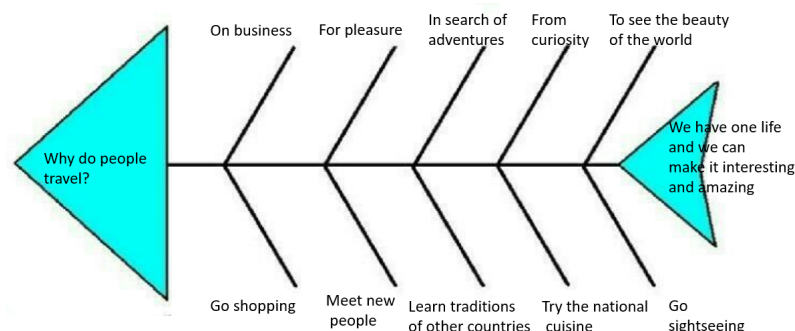 On business
For pleasure
In search of
adventures
From
curiosity
To see the beauty
of the world
Why do people
travel?
We have one life
and we can
make it interesting
and amazing
Go shopping
Meet new
people
Learn traditions
of other countries
Try the national
cuisine
Go
sightseeing